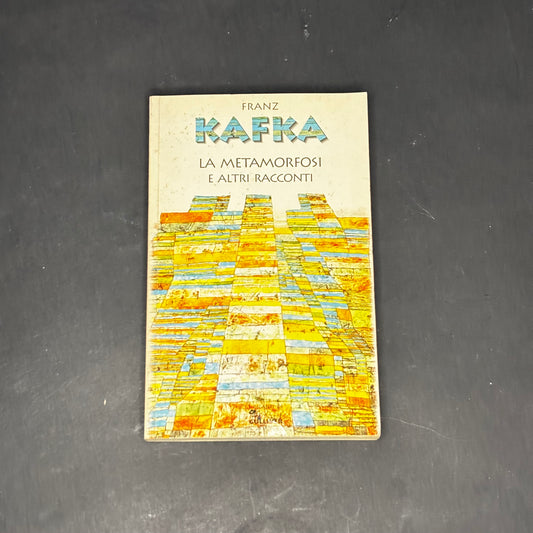 FRANZ
KAFKA
LA METAMORFOSI
E ALTRI RACCONTI